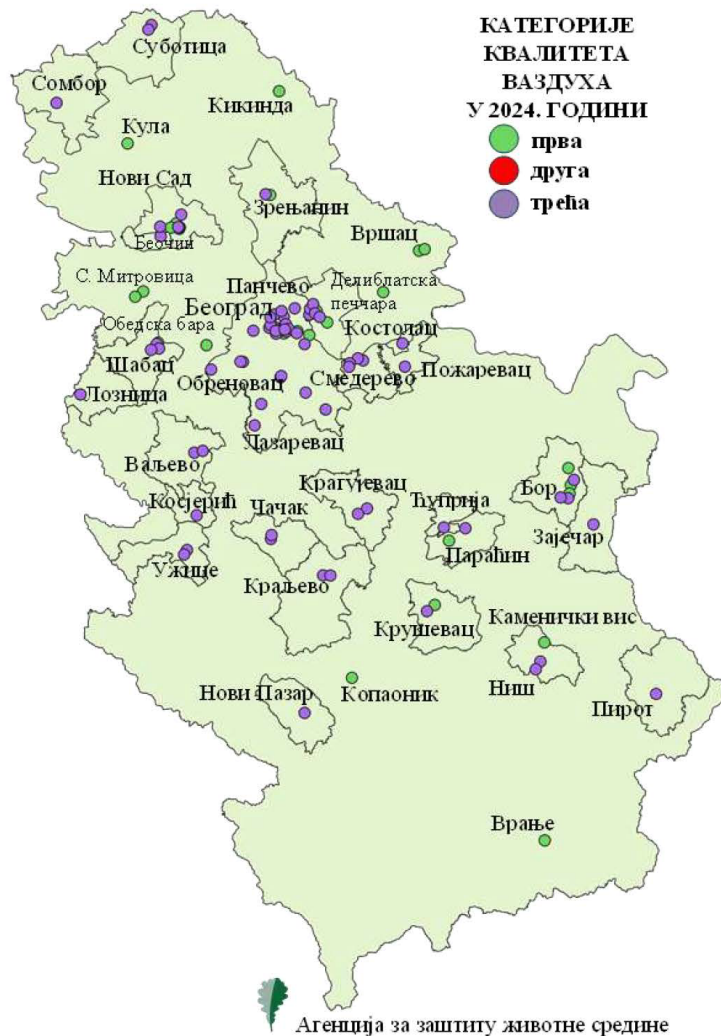 КАТЕГОРИЈЕ
КВАЛИТЕТА
ВАЗДУХА
У 2024. ГОДИНИ
прва
друга
трећа
Суботица
Сомбор
Кикинда
Кула
Нови Сад
Зрењанин
Беочин
Вршац
С. Митровица
Панчево
Делиблатска
печчара
Београд
Обедска бара
Костолац
Шабац
Обреновац
Смедерево
Пожаревац
Лозница
Лазаревац
Ваљево
Крагујевац
Ћуприја
Бор
Косјерић
Чачак
Зајечар
Параћин
Ужице
Краљево
Каменички вис
Крушевац
Нови Пазар
Копаоник
Ниш
Пирот
Врање
Агенција за заштиту животне средине